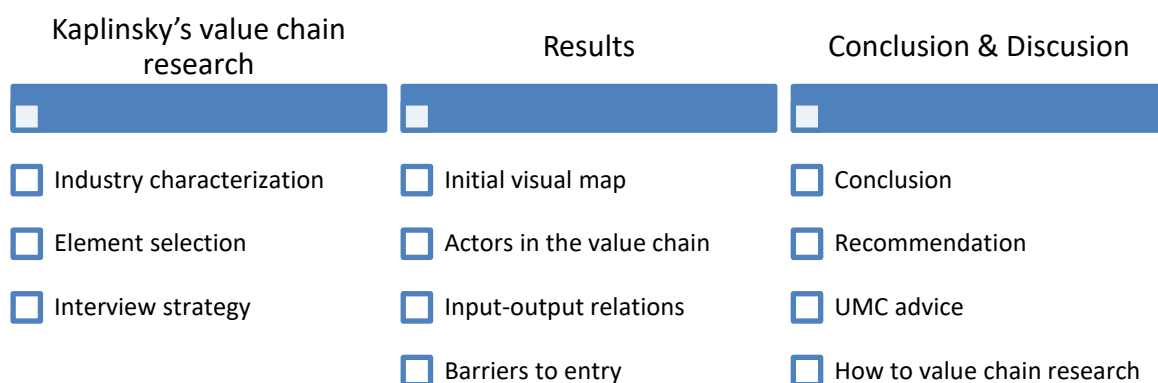 Kaplinsky's value chain
research
Industry characterization
Element selection
Interview strategy
Results
Initial visual map
Actors in the value chain
Input-output relations
Barriers to entry
Conclusion & Discusion
Conclusion
Recommendation
UMC advice
How to value chain research